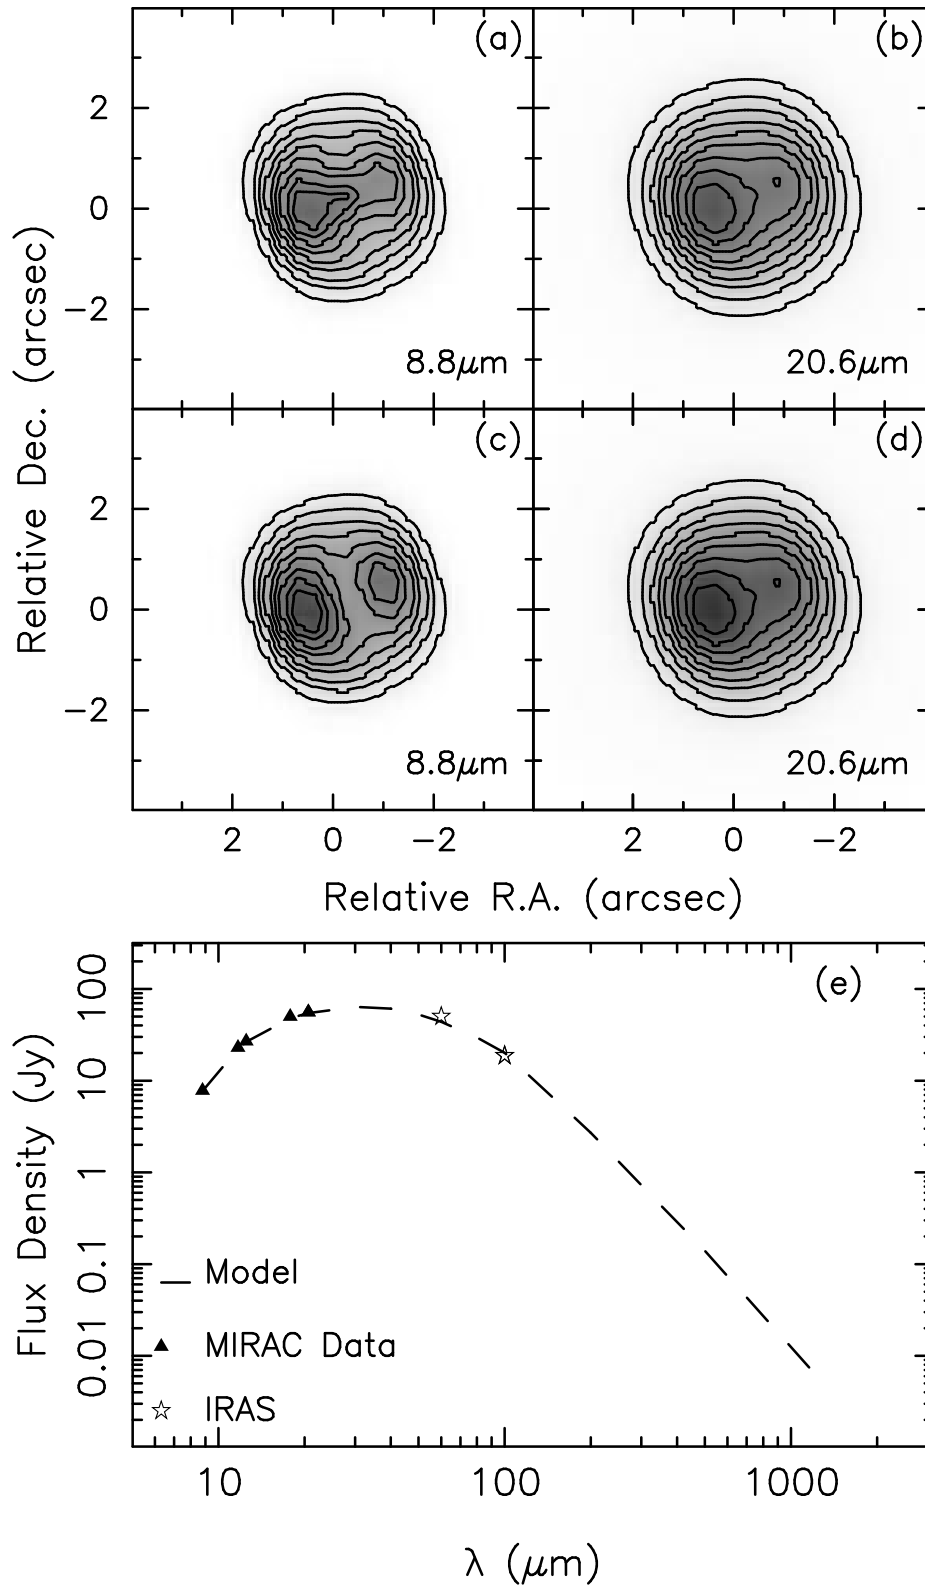 (a)
(b)
2
0
−2
8.8μm
20.6μm
(c)
(d)
2
0
−2
8.8μm
20.6μm
Relative Dec. (arcsec)
2 0 −2 2 0 −2
Relative R.A. (arcsec)
(e)
100
10
1
0.1
0.01
Flux Density (Jy)
Model
MIRAC Data
IRAS
10 100 1000
λ (μm)